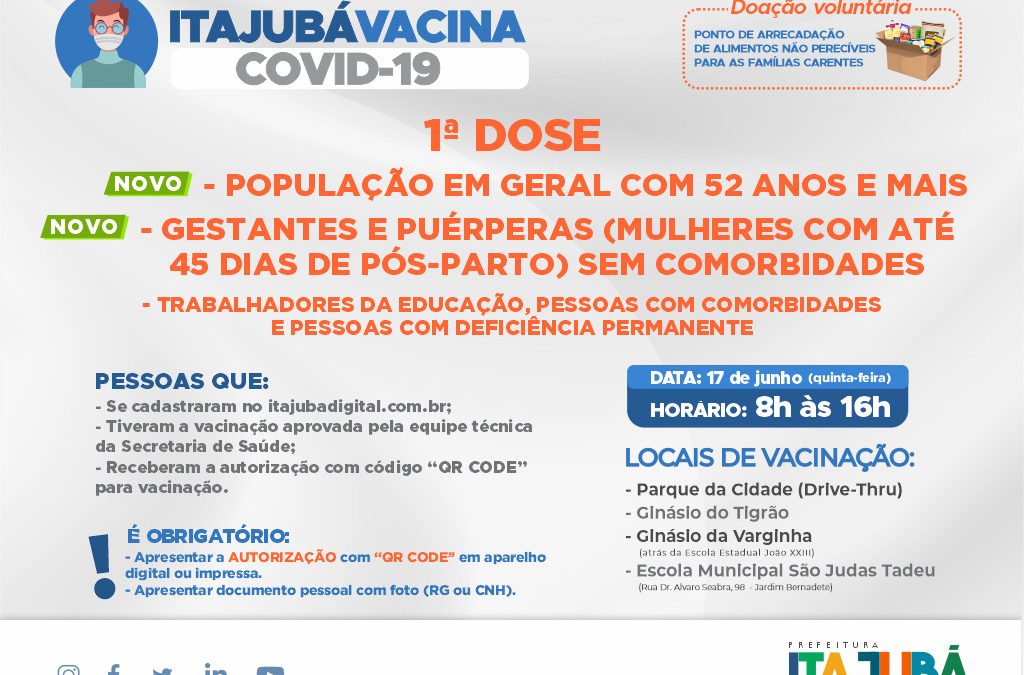 ITAJUBÁVACINA
COVID-19
Doação voluntária
PONTO DE ARRECADAÇÃO
DE ALIMENTOS NÃO PERECÍVEIS
PARA AS FAMÍLIAS CARENTES
1ª DOSE
NOVO - POPULAÇÃO EM GERAL COM 52 ANOS E MAIS
NOVO - GESTANTES E PUÉRPERAS (MULHERES COM ATÉ
45 DIAS DE PÓS-PARTO) SEM COMORBIDADES
- TRABALHADORES DA EDUCAÇÃO, PESSOAS COM COMORBIDADES
E PESSOAS COM DEFICIÊNCIA PERMANENTE
PESSOAS QUE:
- Se cadastraram no itajubadigital.com.br;
- Tiveram a vacinação aprovada pela equipe técnica
da Secretaria de Saúde;
- Receberam a autorização com código “QR CODE”
para vacinação.
! É OBRIGATÓRIO:
- Apresentar a AUTORIZAÇÃO com “QR CODE” em aparelho
digital ou impressa.
- Apresentar documento pessoal com foto (RG ou CNH).
DATA: 17 de junho (quinta-feira)
HORÁRIO: 8h às 16h
LOCAIS DE VACINAÇÃO:
- Parque da Cidade (Drive-Thru)
- Ginásio do Tigrão
- Ginásio da Varginha
(atrás da Escola Estadual João XXIII)
- Escola Municipal São Judas Tadeu
(Rua Dr. Alvaro Seabra, 98 - Jardim Bernadete)
PREFEITURA
ITAJUBÁ